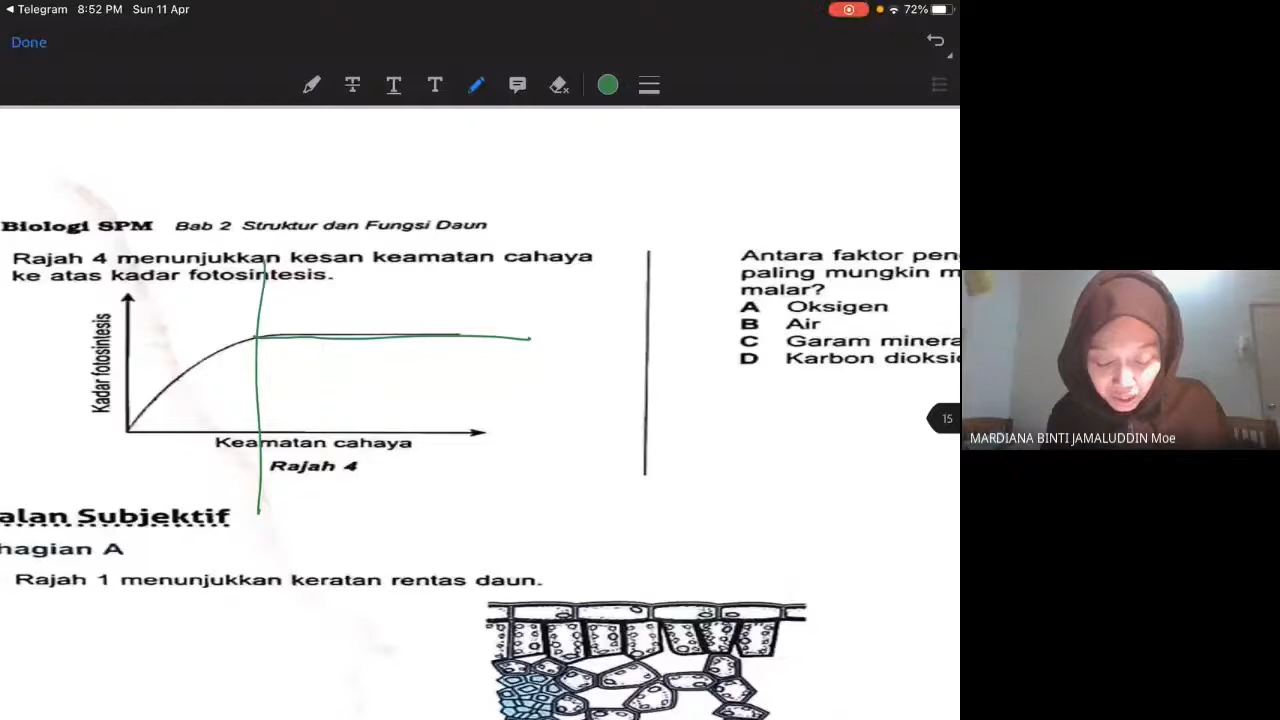 Telegram 8:52 PM Sun 11 Apr
72%
Done
T T T
Biologi SPM Bab 2 Struktur dan Fungsi Daun
Rajah 4 menunjukkan kesan keamatan cahaya
ke atas kadar fotosintesis.
Kadar fotosintesis
Keamatan cahaya
Rajah 4
Antara faktor pen
paling mungkin m
malar?
A Oksigen
B Air
C Garam minera
D Karbon dioksi
15
alan Subjektif
hagian A
Rajah 1 menunjukkan keratan rentas daun.
MARDIANA BINTI JAMALUDDIN Moe